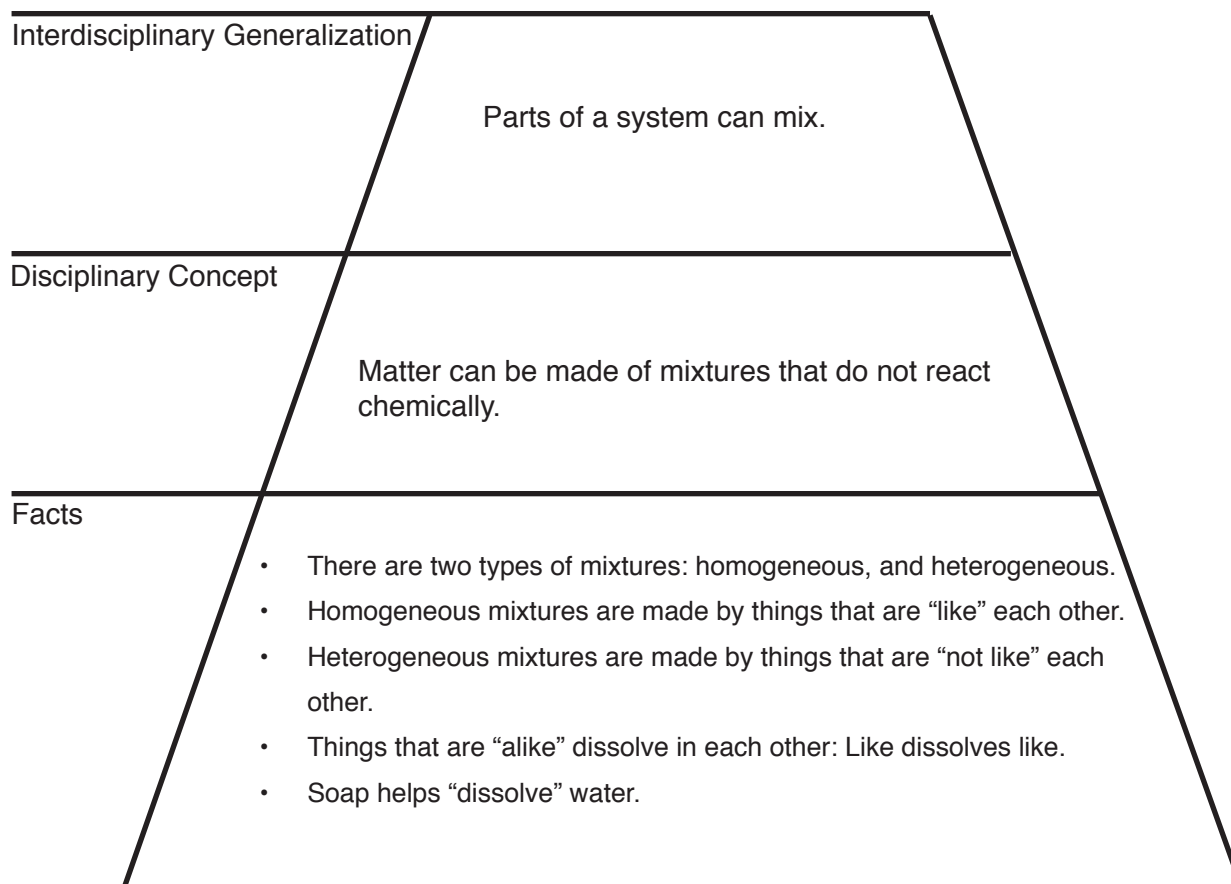 Interdisciplinary Generalization
Parts of a system can mix.
Disciplinary Concept
Matter can be made of mixtures that do not react
chemically.
Facts
• There are two types of mixtures: homogeneous, and heterogeneous.
• Homogeneous mixtures are made by things that are “like” each other.
• Heterogeneous mixtures are made by things that are “not like” each
other.
• Things that are “alike” dissolve in each other: Like dissolves like.
• Soap helps “dissolve” water.